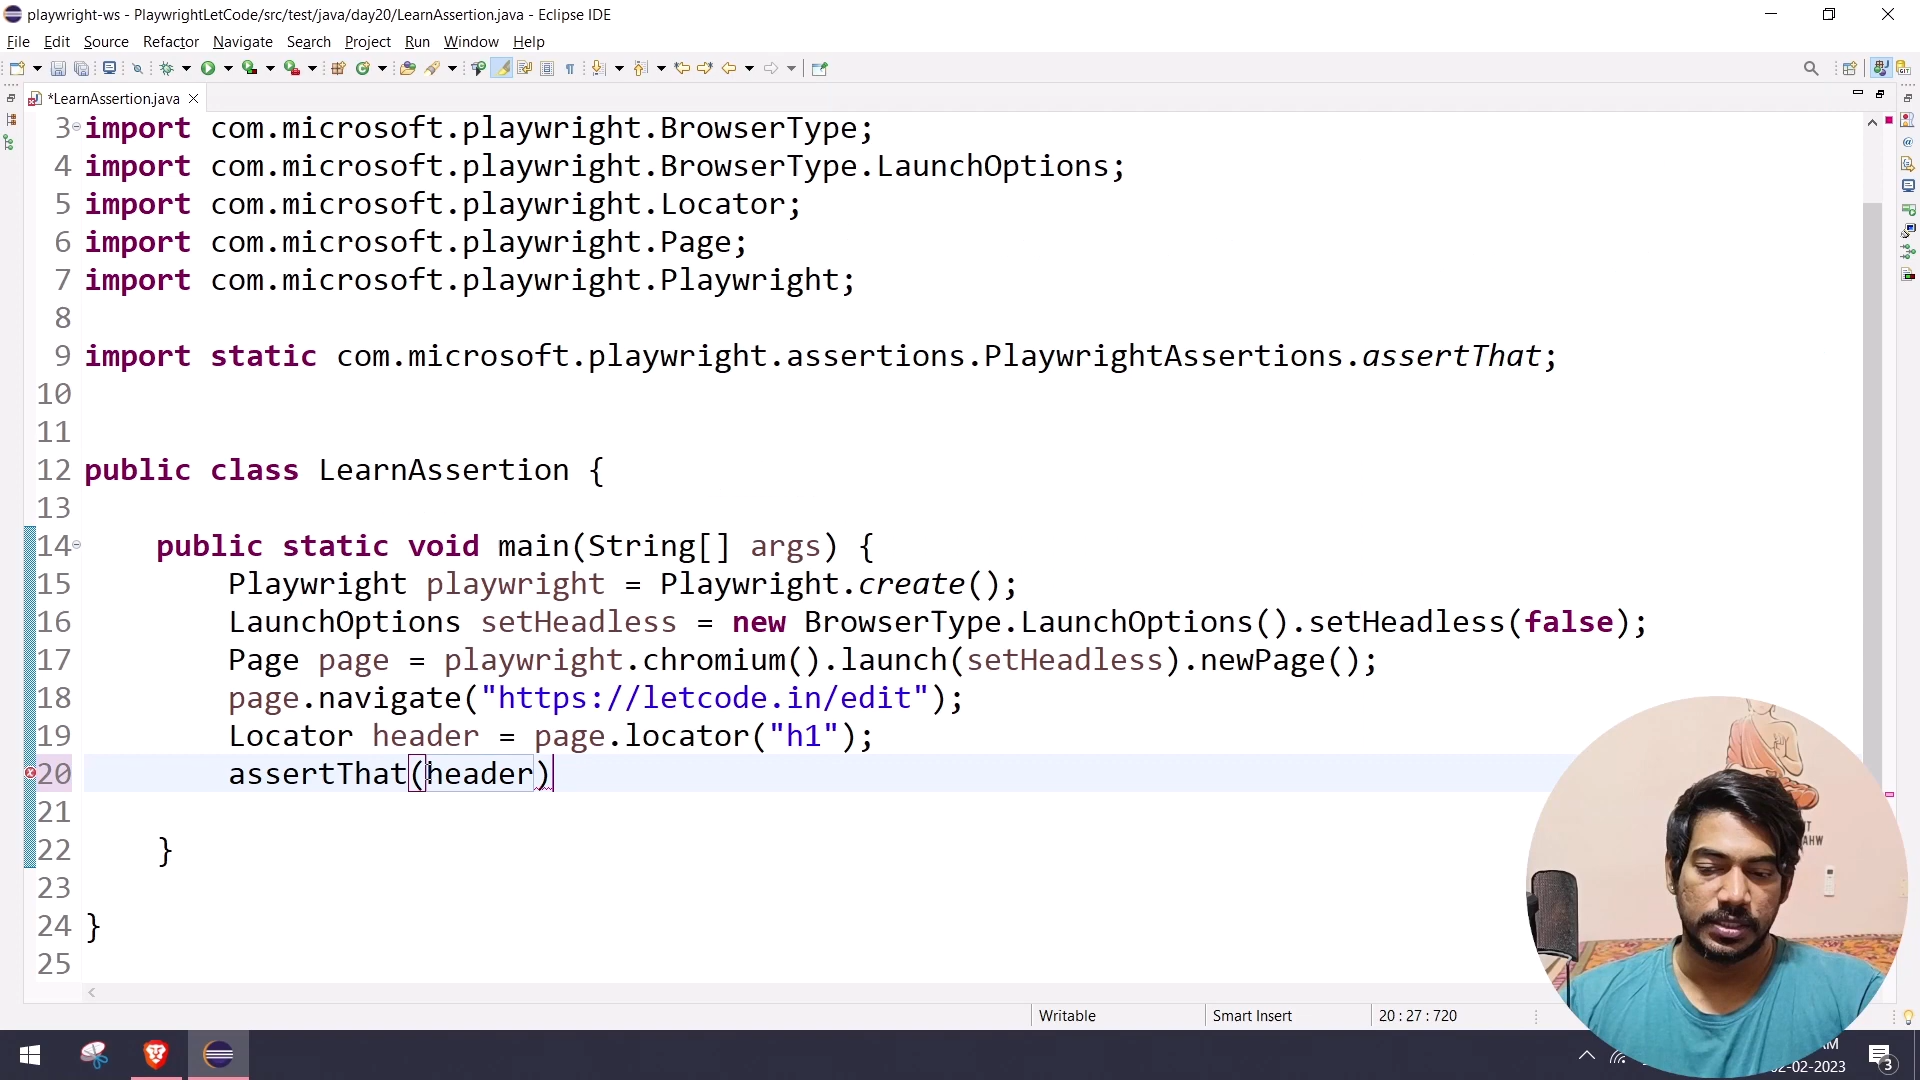 playwright-ws - PlaywrightLetCode/src/test/java/day20/LearnAssertion.java - Eclipse IDE
File Edit Source Refactor Navigate Search Project Run Window Help
*LearnAssertion.java
3 import com.microsoft.playwright.BrowserType;
4 import com.microsoft.playwright.BrowserType.LaunchOptions;
5 import com.microsoft.playwright.Locator;
6 import com.microsoft.playwright.Page;
7 import com.microsoft.playwright.Playwright;
8
9 import static com.microsoft.playwright.assertions.PlaywrightAssertions.assertThat;
10
11
12 public class LearnAssertion {
13
14 public static void main(String[] args) {
15 Playwright playwright = Playwright.create();
16 LaunchOptions setHeadless = new BrowserType.LaunchOptions().setHeadless(false);
17 Page page = playwright.chromium().launch(setHeadless).newPage();
18 page.navigate("https://letcode.in/edit");
19 Locator header = page.locator("h1");
20 assertThat(header)
21
22 }
23
24 }
25
Writable Smart Insert 20 : 27 : 720
AM
02-02-2023
3